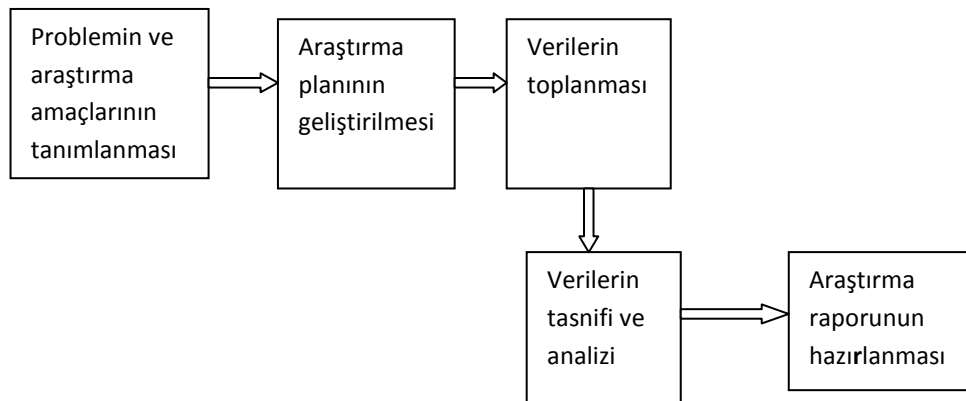 Problemin ve
araştırma
amaçlarının
tanımlanması
Araştırma
planının
geliştirilmesi
Verilerin
toplanması
Verilerin
tasnifi ve
analizi
Araştırma
raporunun
hazırlanması